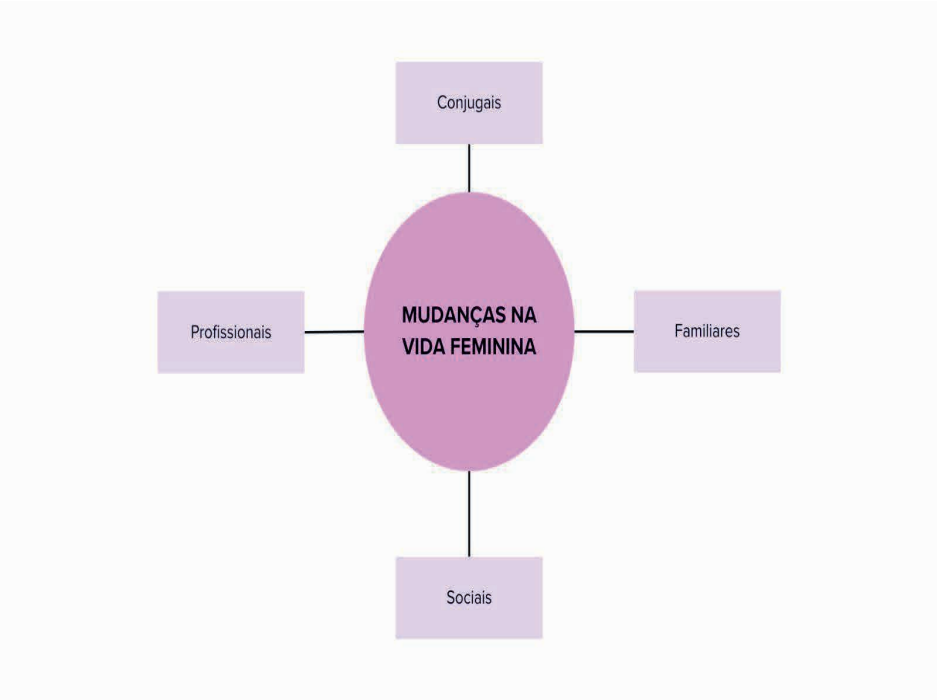 Conjugais
MUDANÇAS NA
VIDA FEMININA
Profissionais
Familiares
Sociais